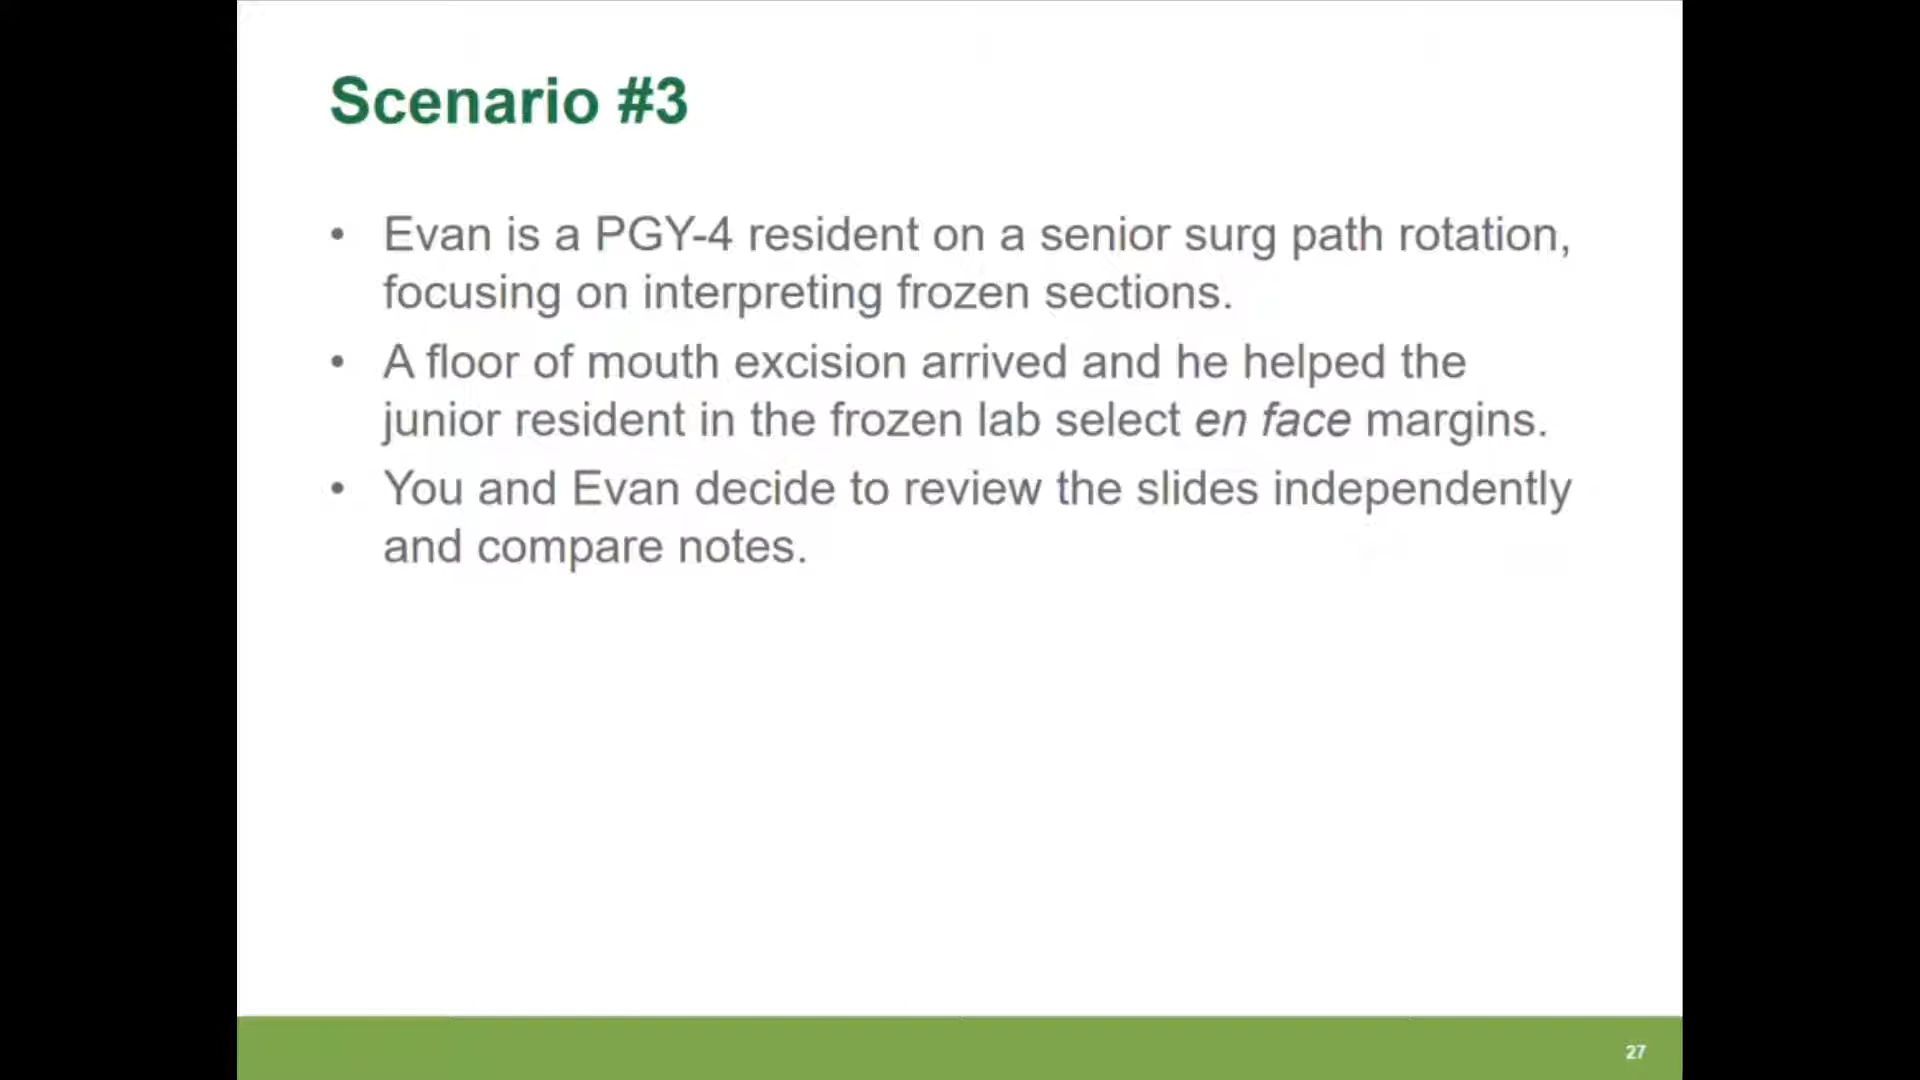 Scenario #3
• Evan is a PGY-4 resident on a senior surg path rotation,
focusing on interpreting frozen sections.
• A floor of mouth excision arrived and he helped the
junior resident in the frozen lab select en face margins.
• You and Evan decide to review the slides independently
and compare notes.
27